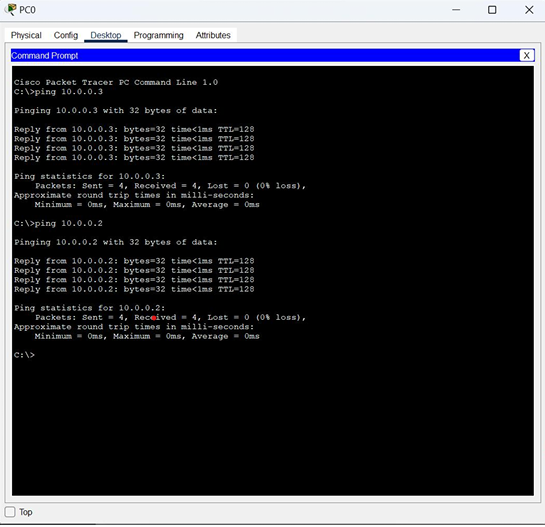 PC0
Physical Config Desktop Programming Attributes
Command Prompt X
Cisco Packet Tracer PC Command Line 1.0
C:\>ping 10.0.0.3
Pinging 10.0.0.3 with 32 bytes of data:
Reply from 10.0.0.3: bytes=32 time<1ms TTL=128
Reply from 10.0.0.3: bytes=32 time<1ms TTL=128
Reply from 10.0.0.3: bytes=32 time<1ms TTL=128
Reply from 10.0.0.3: bytes=32 time<1ms TTL=128
Ping statistics for 10.0.0.3:
Packets: Sent = 4, Received = 4, Lost = 0 (0% loss),
Approximate round trip times in milli-seconds:
Minimum = 0ms, Maximum = 0ms, Average = 0ms
C:\>ping 10.0.0.2
Pinging 10.0.0.2 with 32 bytes of data:
Reply from 10.0.0.2: bytes=32 time<1ms TTL=128
Reply from 10.0.0.2: bytes=32 time<1ms TTL=128
Reply from 10.0.0.2: bytes=32 time<1ms TTL=128
Reply from 10.0.0.2: bytes=32 time<1ms TTL=128
Ping statistics for 10.0.0.2:
Packets: Sent = 4, Received = 4, Lost = 0 (0% loss),
Approximate round trip times in milli-seconds:
Minimum = 0ms, Maximum = 0ms, Average = 0ms
C:\>
Top